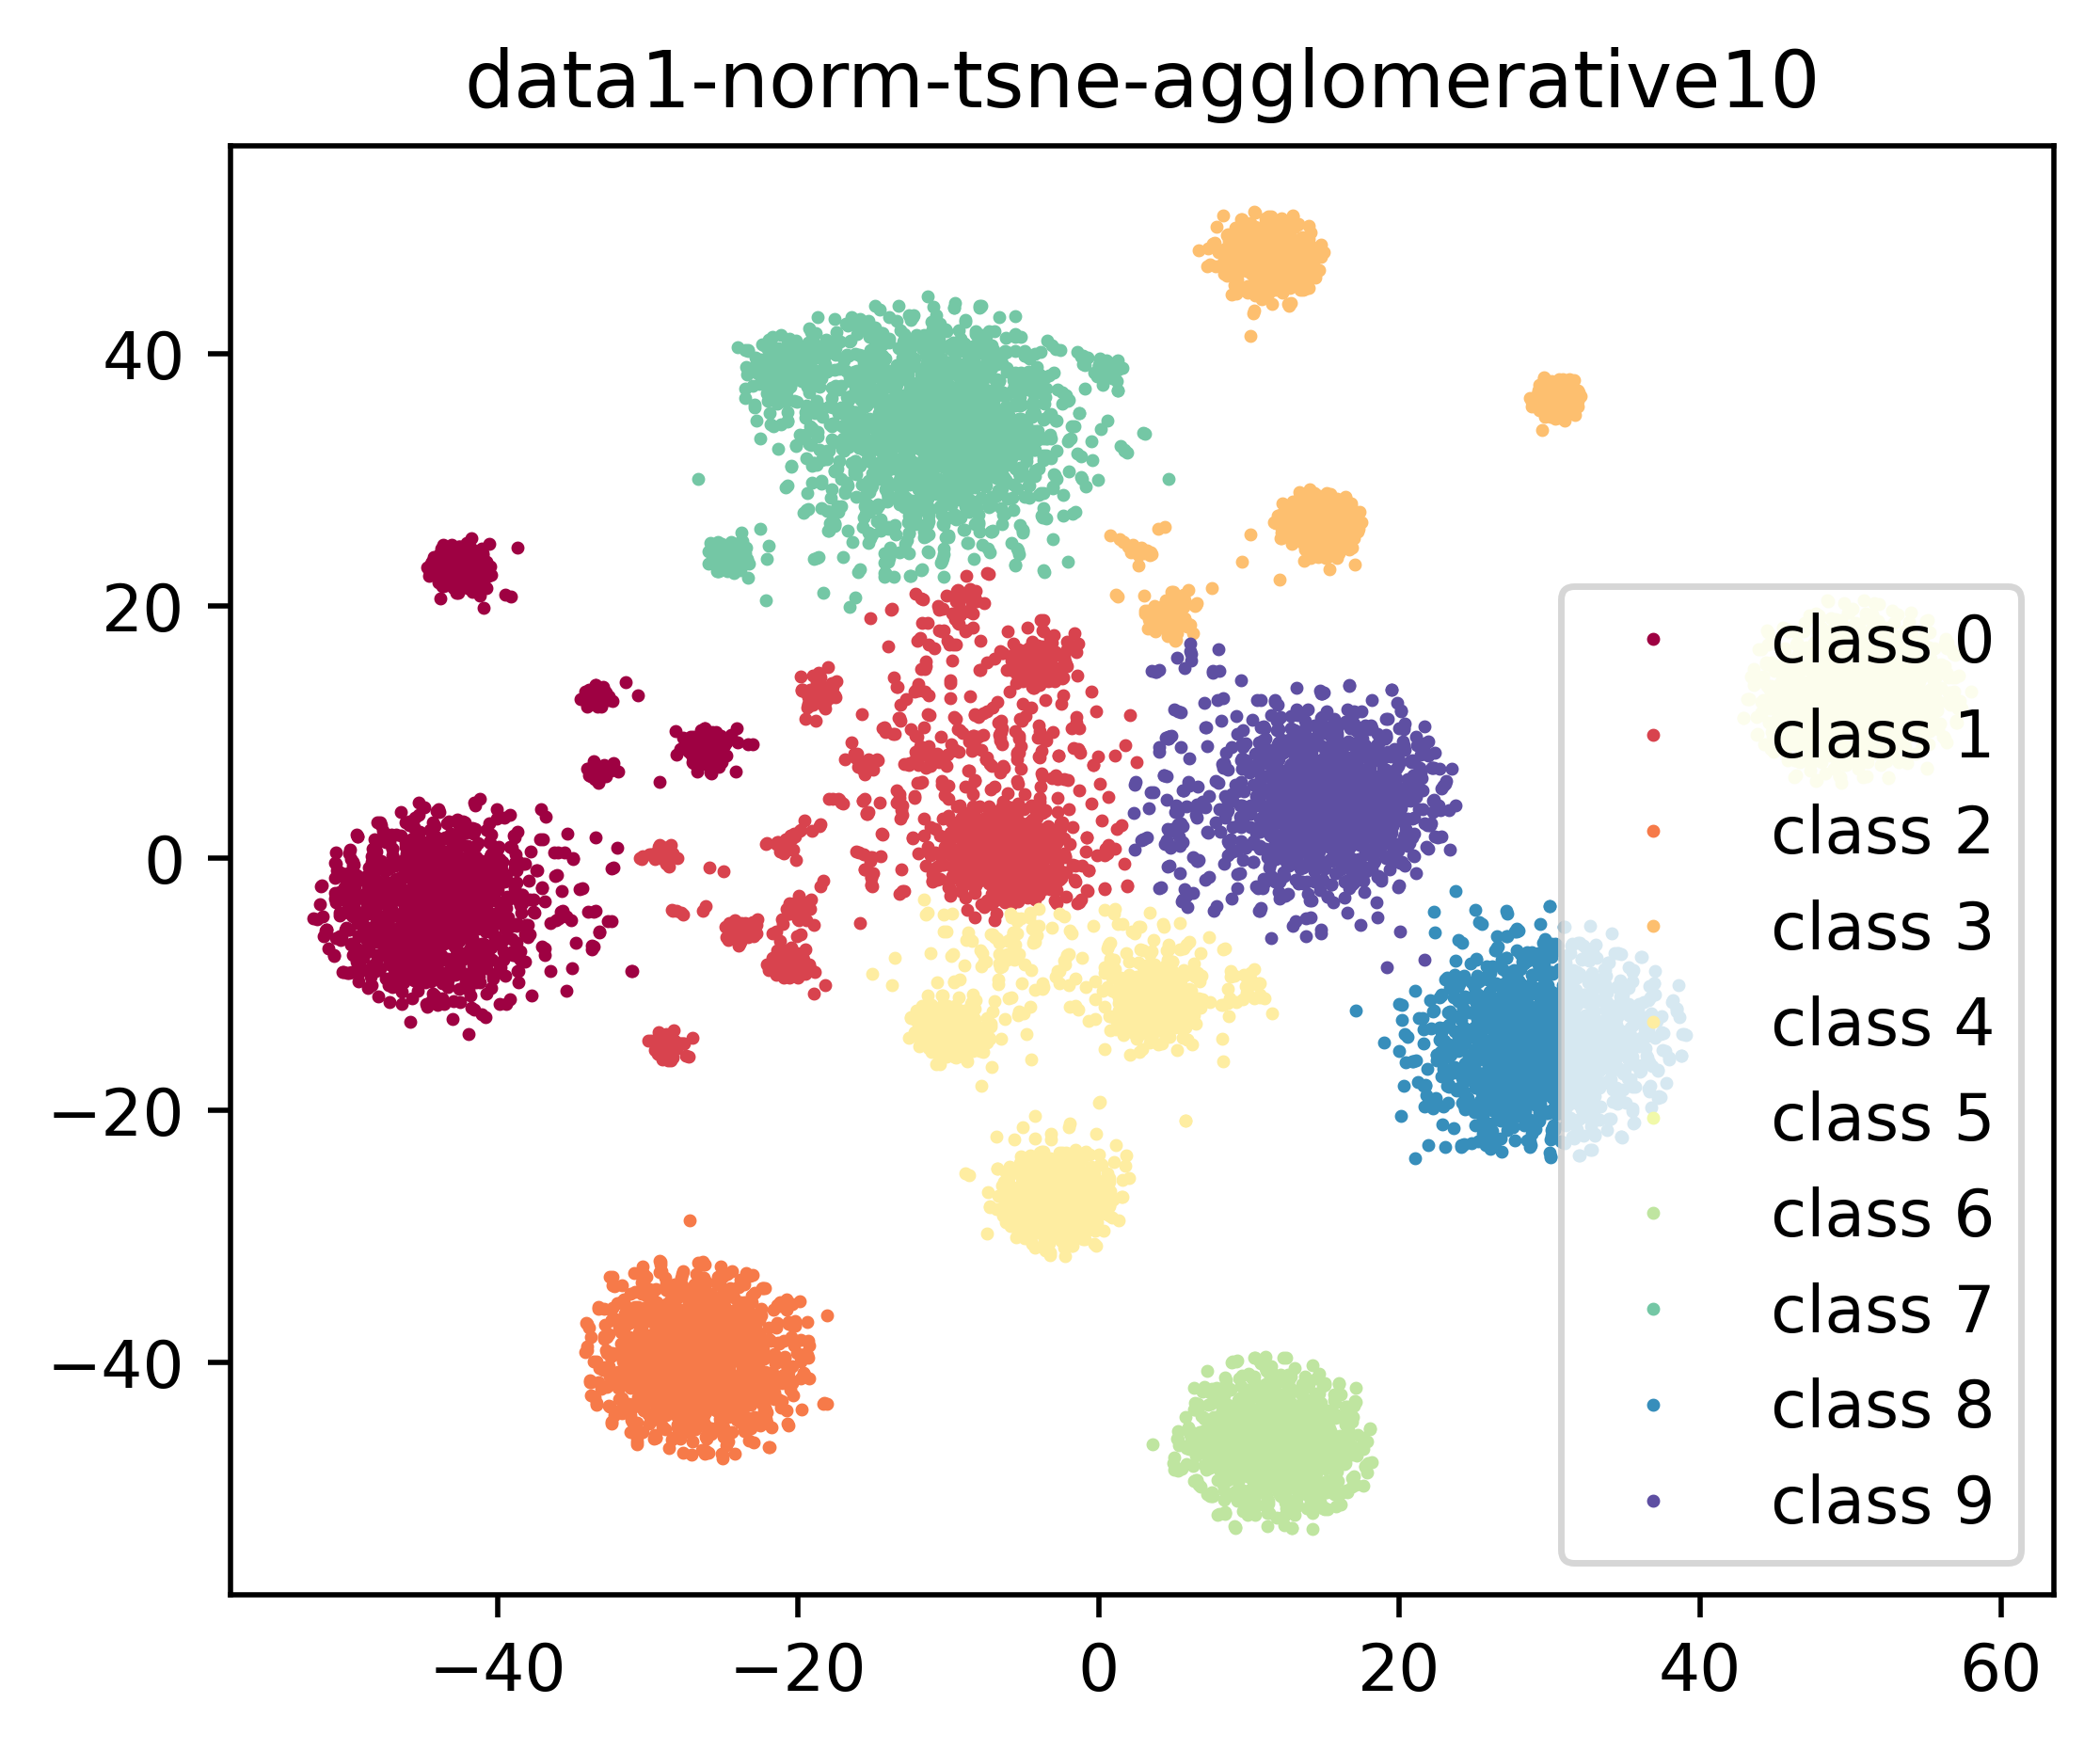 data1-norm-tsne-agglomerative10
40
20
0
−20
−40
−40
−20
0
20
40
60
class 0
class 1
class 2
class 3
class 4
class 5
class 6
class 7
class 8
class 9